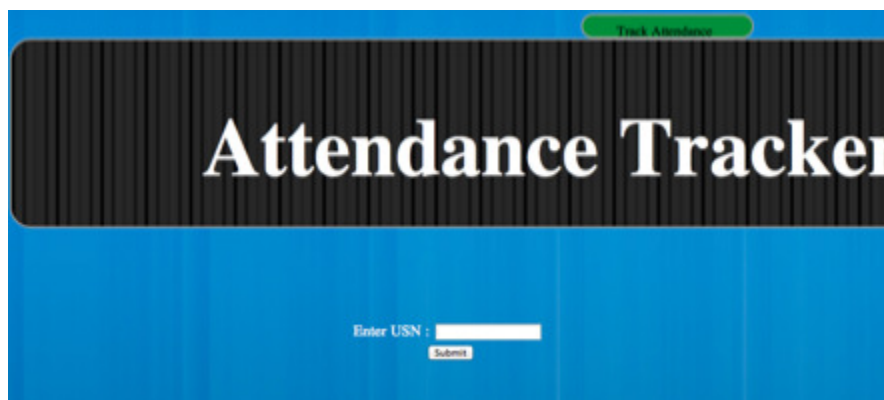 Track Attendance
Attendance Tracker
Enter USN :
Submit